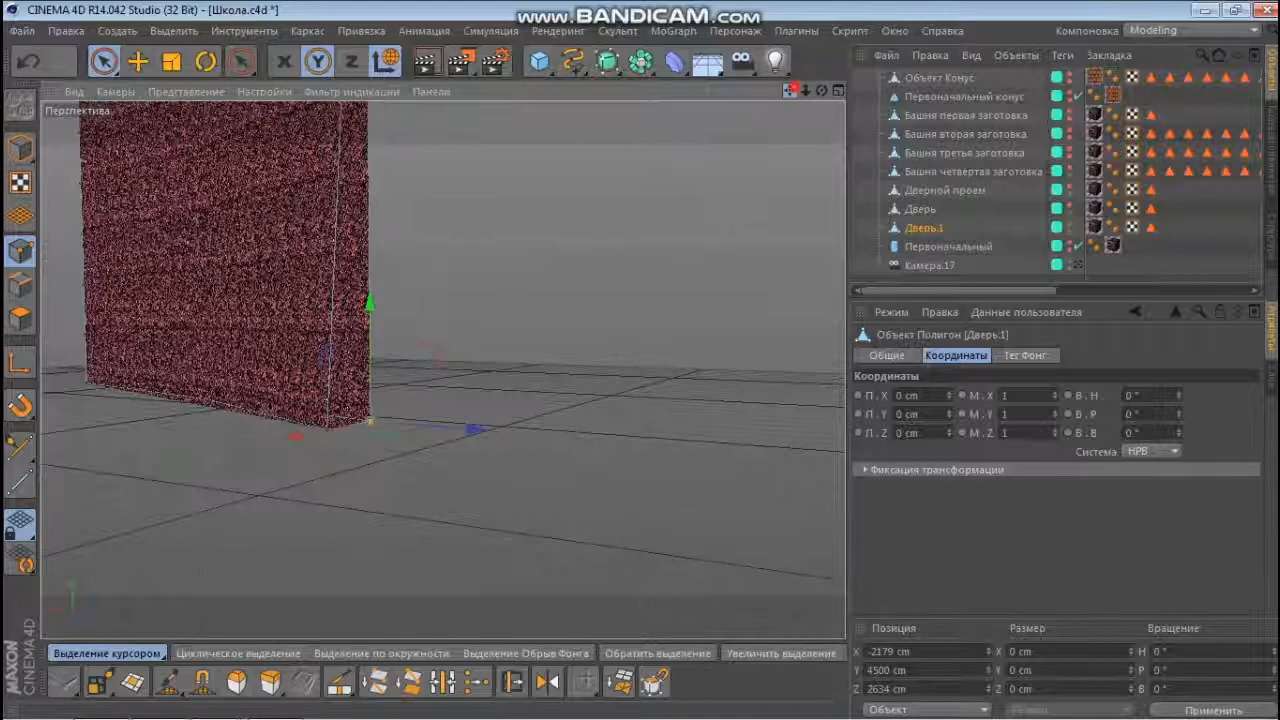 CINEMA 4D R14.042 Studio (32 Bit) - [Школа.c4d *]
www.BANDICAM.com
Файл Правка Создать Выделить Инструменты Каркас Привязка Анимация Симуляция Рендеринг Скульпт MoGraph Персонаж Плагины Скрипт Окно Справка
Компоновка Modeling
X Y Z
Файл Правка Вид Объекты Теги Закладка
Вид Камеры Представление Настройки Фильтр индикации Панели
Перспектива
Объект Конус
Первоначальный конус
Башня первая заготовка
Башня вторая заготовка
Башня третья заготовка
Башня четвертая заготовка
Дверной проем
Дверь
Дверь.1
Первоначальный
Камера.17
Режим Правка Данные пользователя
Объект Полигон [Дверь.1]
Общие Координаты Тег Фонг
Координаты
П . X 0 cm М . X 1 В . H 0 °
П . Y 0 cm М . Y 1 В . P 0 °
П . Z 0 cm М . Z 1 В . B 0 °
Система HPB
Фиксация трансформации
Позиция Размер Вращение
X -2179 cm X 0 cm H 0 °
Y 4500 cm Y 0 cm P 0 °
Z 2634 cm Z 0 cm B 0 °
Объект Применить
Выделение курсором Циклическое выделение Выделение по окружности Выделение Обрыв Фонга Обратить выделение Увеличить выделение
MAXON
CINEMA 4D